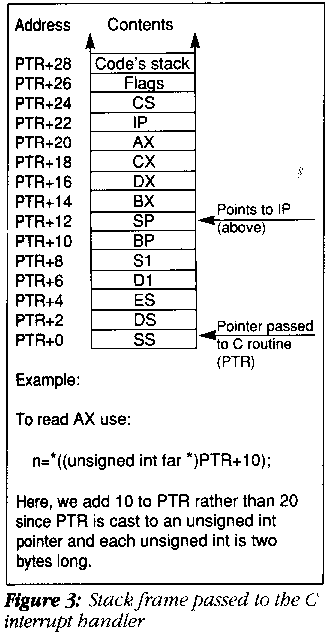 Address Contents
PTR+28 Code's stack
PTR+26 Flags
PTR+24 CS
PTR+22 IP
PTR+20 AX
PTR+18 CX
PTR+16 DX
PTR+14 BX
PTR+12 SP Points to IP
(above)
PTR+10 BP
PTR+8 S1
PTR+6 D1
PTR+4 ES
PTR+2 DS Pointer passed
PTR+0 SS to C routine
(PTR)
Example:
To read AX use:
n=*((unsigned int far *)PTR+10);
Here, we add 10 to PTR rather than 20
since PTR is cast to an unsigned int
pointer and each unsigned int is two
bytes long.
Figure 3: Stack frame passed to the C
interrupt handler